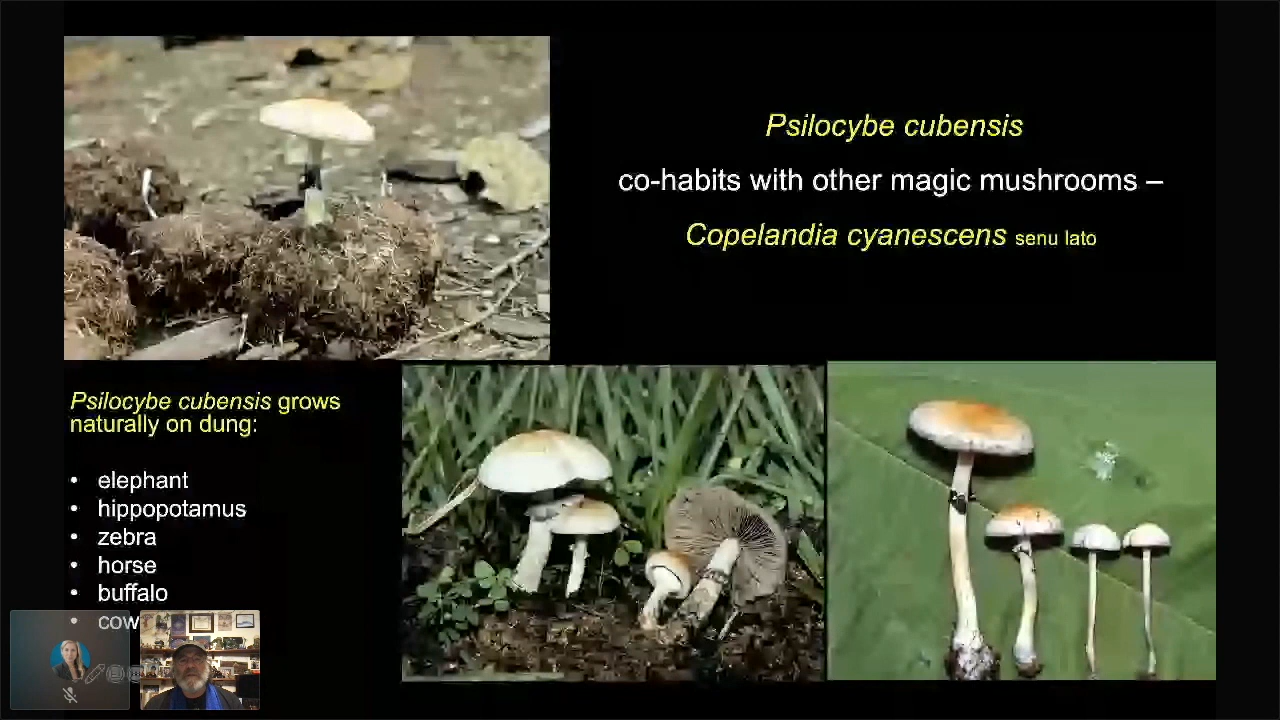 Psilocybe cubensis
co-habits with other magic mushrooms –
Copelandia cyanescens senu lato
Psilocybe cubensis grows
naturally on dung:
• elephant
• hippopotamus
• zebra
• horse
• buffalo
• cow